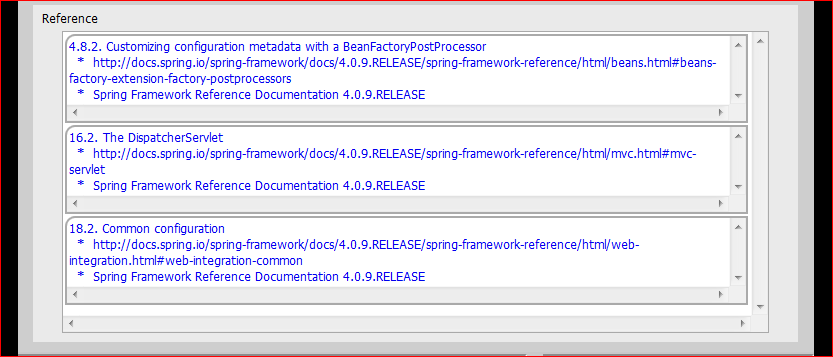 Reference
4.8.2. Customizing configuration metadata with a BeanFactoryPostProcessor
* http://docs.spring.io/spring-framework/docs/4.0.9.RELEASE/spring-framework-reference/html/beans.html#beans-
factory-extension-factory-postprocessors
* Spring Framework Reference Documentation 4.0.9.RELEASE
16.2. The DispatcherServlet
* http://docs.spring.io/spring-framework/docs/4.0.9.RELEASE/spring-framework-reference/html/mvc.html#mvc-
servlet
* Spring Framework Reference Documentation 4.0.9.RELEASE
18.2. Common configuration
* http://docs.spring.io/spring-framework/docs/4.0.9.RELEASE/spring-framework-reference/html/web-
integration.html#web-integration-common
* Spring Framework Reference Documentation 4.0.9.RELEASE